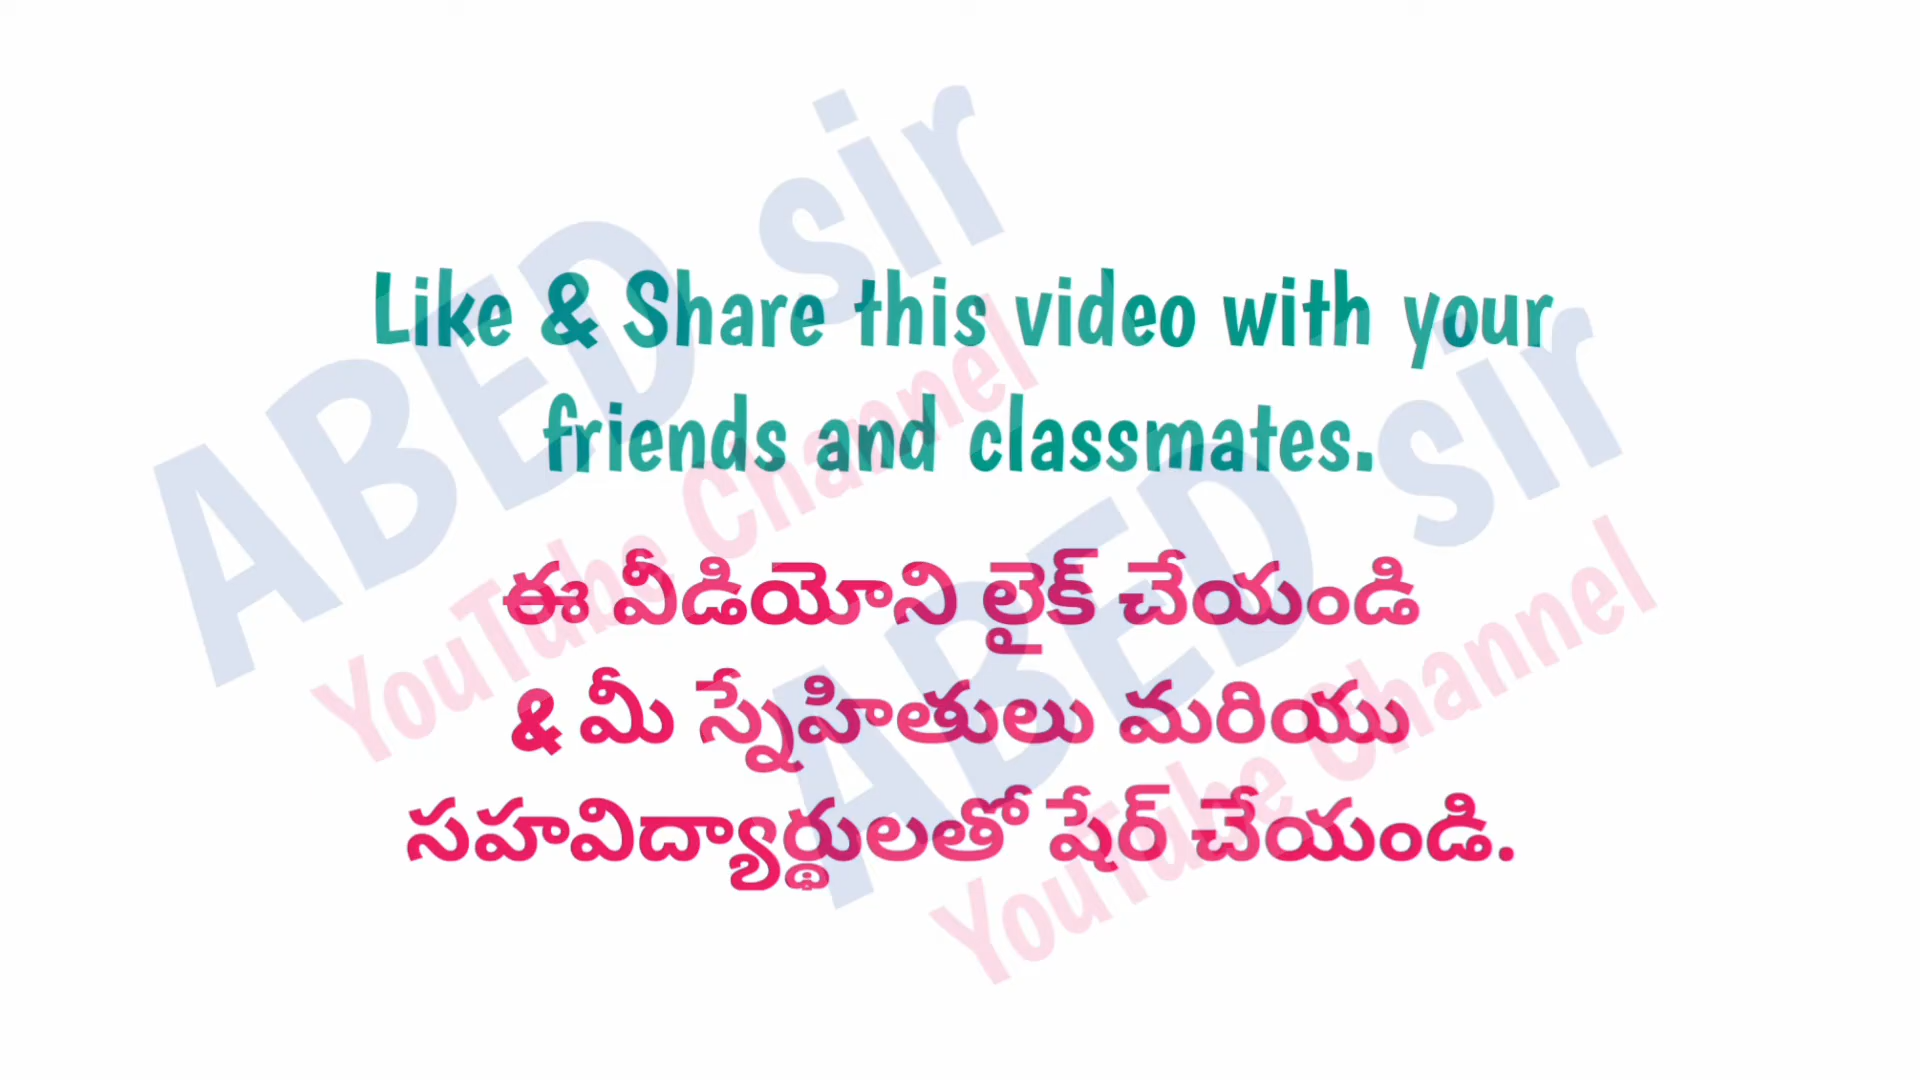 Like & Share this video with your
friends and classmates.
ఈ వీడియోని లైక్ చేయండి
& మీ స్నేహితులు మరియు
సహవిద్యార్థులతో షేర్ చేయండి.
ABED sir
YouTube Channel
ABED sir
YouTube Channel